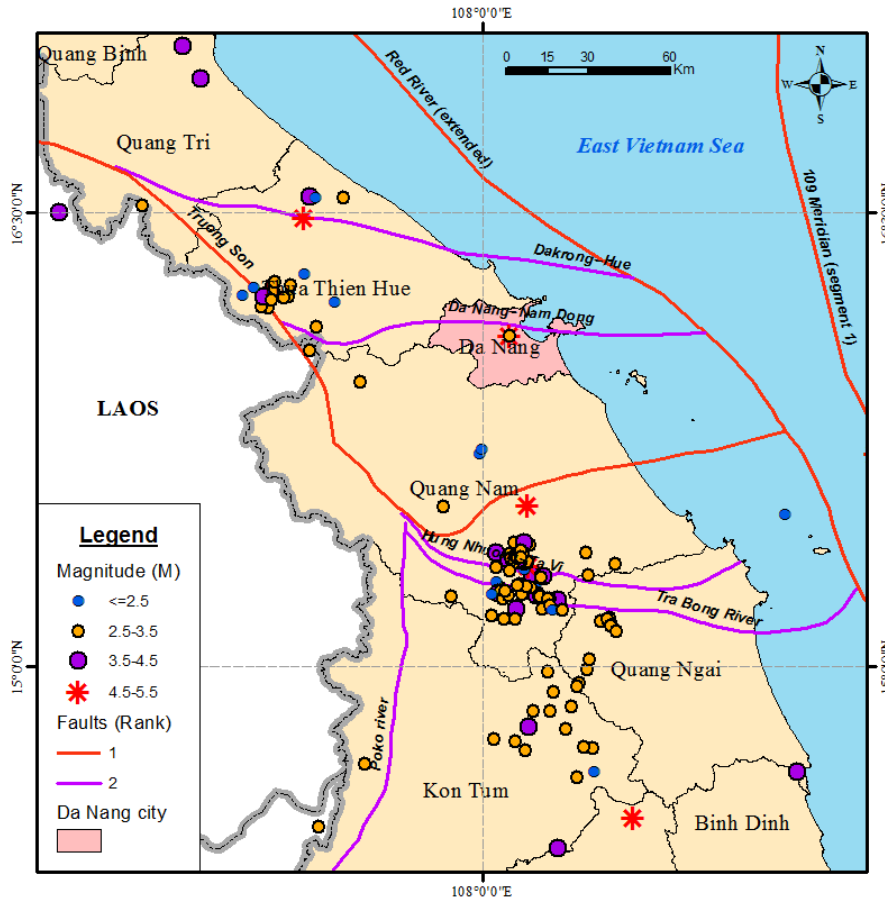 108°0'0"E
Quang Binh
0 15 30 60
Km
N
W E
S
Red River (extended)
East Vietnam Sea
Quang Tri
109 Meridian (segment 1)
16°30'0"N
16°30'0"N
Truong Son
Dakrong-Hue
Thien Hue
Da Nang-Nam Dong
Da Nang
LAOS
Quang Nam
Ta Vi
Tra Bong River
15°0'0"N
15°0'0"N
Quang Ngai
Poko river
Kon Tum
Binh Dinh
Legend
Magnitude (M)
<=2.5
2.5-3.5
3.5-4.5
4.5-5.5
Faults (Rank)
1
2
Da Nang city
108°0'0"E